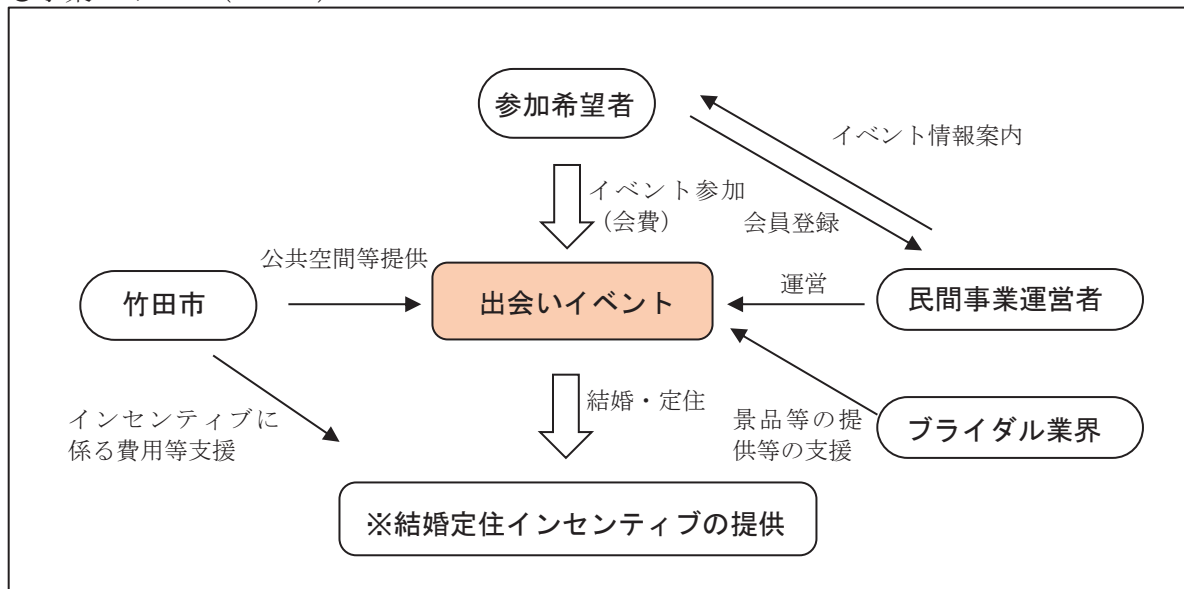 参加希望者
イベント情報案内
イベント参加
(会費)
会員登録
公共空間等提供
運営
竹田市
出会いイベント
民間事業運営者
インセンティブに
係る費用等支援
結婚・定住
景品等の提
供等の支援
ブライダル業界
※結婚定住インセンティブの提供